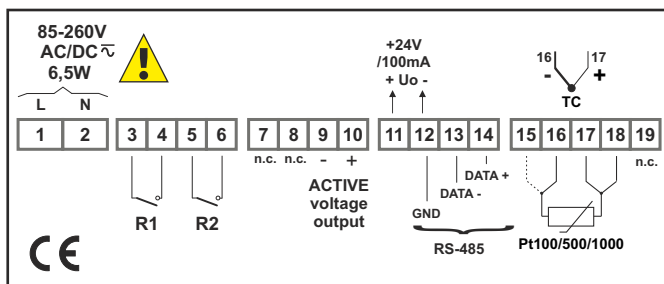 85-260V
AC/DC
6,5W
L N
+24V
/100mA
+ Uo -
16 17
- +
TC
1 2 3 4 5 6 7 8 9 10 11 12 13 14 15 16 17 18 19
n.c. n.c. - + n.c.
R1 R2
ACTIVE
voltage
output
DATA +
DATA -
GND
RS-485
Pt100/500/1000
CE